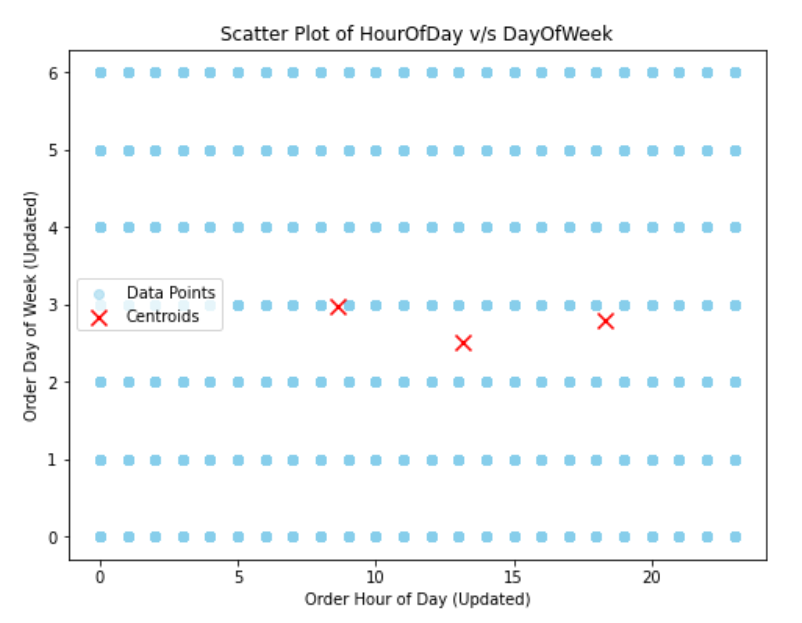 Scatter Plot of HourOfDay v/s DayOfWeek
6
5
4
3
2
1
0
Order Day of Week (Updated)
Data Points
Centroids
0 5 10 15 20
Order Hour of Day (Updated)